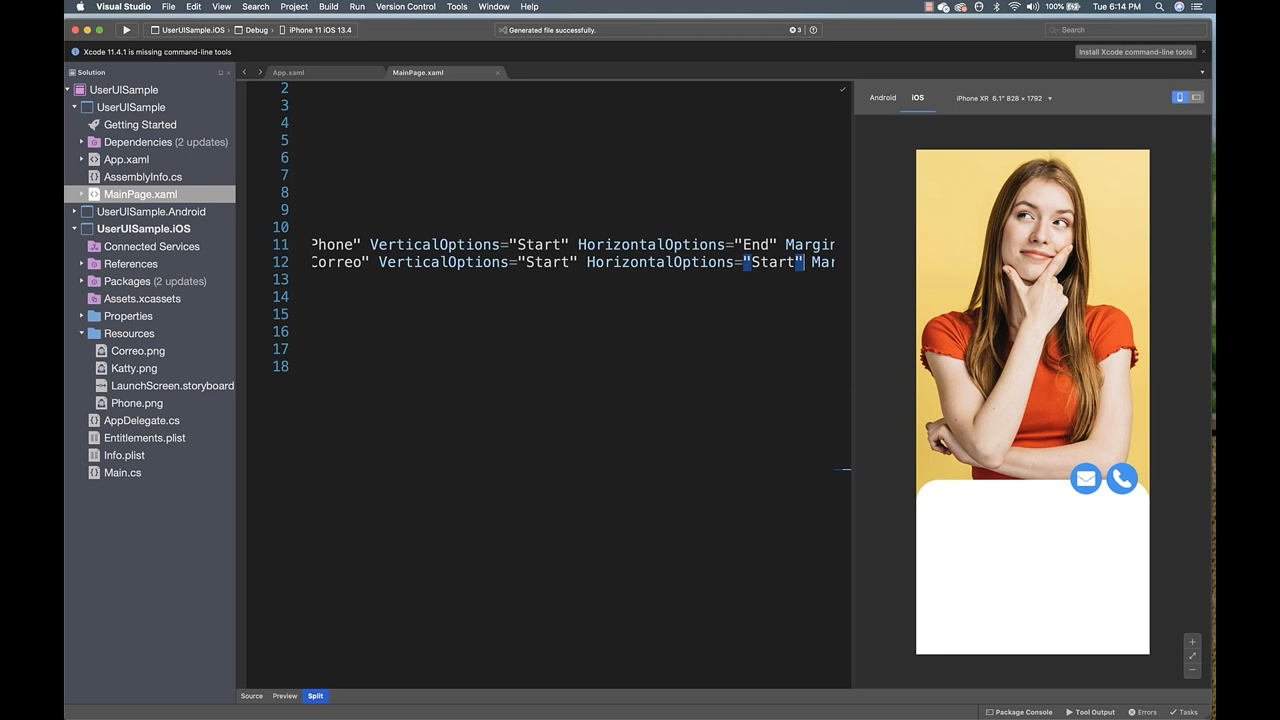 Visual Studio File Edit View Search Project Build Run Version Control Tools Window Help 100% Tue 6:14 PM
UserUISample.iOS Debug iPhone 11 iOS 13.4 Generated file successfully. 3 Search
Xcode 11.4.1 is missing command-line tools Install Xcode command-line tools
Solution
App.xaml MainPage.xaml
UserUISample
UserUISample
Getting Started
Dependencies (2 updates)
App.xaml
AssemblyInfo.cs
MainPage.xaml
UserUISample.Android
UserUISample.iOS
Connected Services
References
Packages (2 updates)
Assets.xcassets
Properties
Resources
Correo.png
Katty.png
LaunchScreen.storyboard
Phone.png
AppDelegate.cs
Entitlements.plist
Info.plist
Main.cs
2
3
4
5
6
7
8
9
10
11 Phone" VerticalOptions="Start" HorizontalOptions="End" Margin
12 Correo" VerticalOptions="Start" HorizontalOptions="Start" Mar
13
14
15
16
17
18
Android iOS iPhone XR 6.1" 828 × 1792
Source Preview Split
Package Console Tool Output Errors Tasks